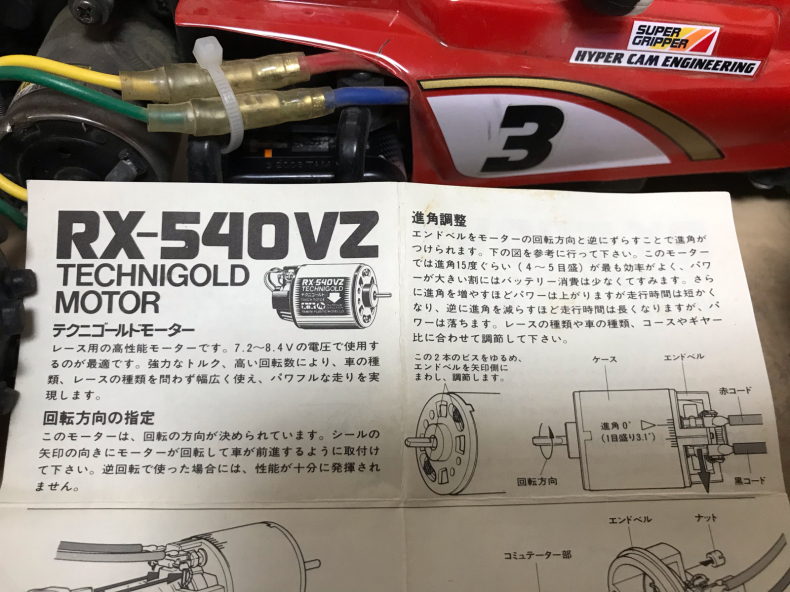 SUPER
GRIPPER
HYPER CAM ENGINEERING
3
RX-540VZ
TECHNIGOLD
MOTOR
RX-540VZ
TECHNIGOLD
テクニゴールドモーター
レース用の高性能モーターです。7.2〜8.4Vの電圧で使用す
るのが最適です。強力なトルク、高い回転数により、車の種
類、レースの種類を問わず幅広く使え、パワフルな走りを実
現します。
回転方向の指定
このモーターは、回転の方向が決められています。シールの
矢印の向きにモーターが回転して車が前進するように取付け
て下さい。逆回転で使った場合には、性能が十分に発揮され
ません。
進角調整
エンドベルをモーターの回転方向と逆にずらすことで進角が
つけられます。下の図を参考に行って下さい。このモーター
では進角15度ぐらい（4〜5目盛）が最も効率がよく、パワ
ーが大きい割にはバッテリー消費は少なくてすみます。さら
に進角を増やすほどパワーは上がりますが走行時間は短かく
なり、逆に進角を減らすほど走行時間は長くなりますが、パ
ワーは落ちます。レースの種類や車の種類、コースやギヤー
比に合わせて調整して下さい。
この2本のビスをゆるめ、
エンドベルを矢印側に
まわし、調節します。
ケース
エンドベル
赤コード
進角0°
(1目盛り3.1°)
回転方向
黒コード
エンドベル
ナット
コミュテーター部